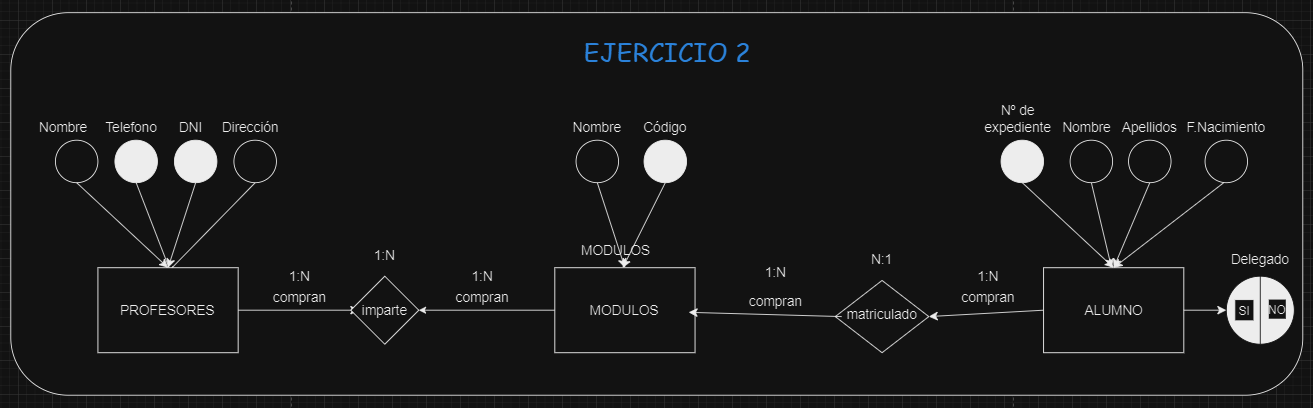 EJERCICIO 2
Nº de
expediente
Nombre
Telefono
DNI
Dirección
Nombre
Código
Nombre
Apellidos
F.Nacimiento
MODULOS
1:N
N:1
Delegado
1:N
compran
1:N
compran
1:N
compran
1:N
compran
PROFESORES
imparte
MODULOS
matriculado
ALUMNO
SI
NO